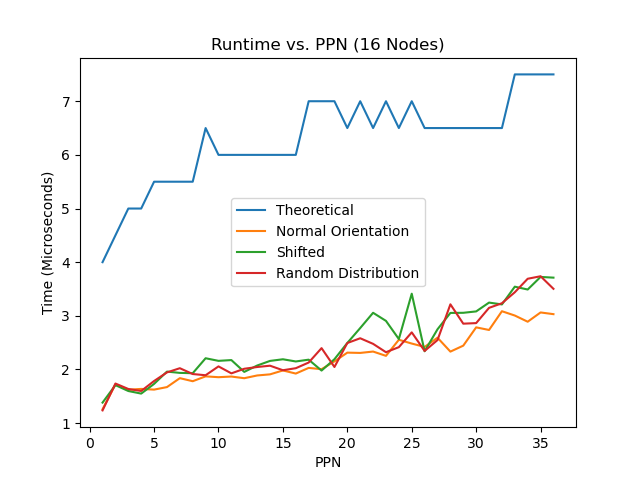 Runtime vs. PPN (16 Nodes)
Time (Microseconds)
7
6
5
4
3
2
1
Theoretical
Normal Orientation
Shifted
Random Distribution
0 5 10 15 20 25 30 35
PPN